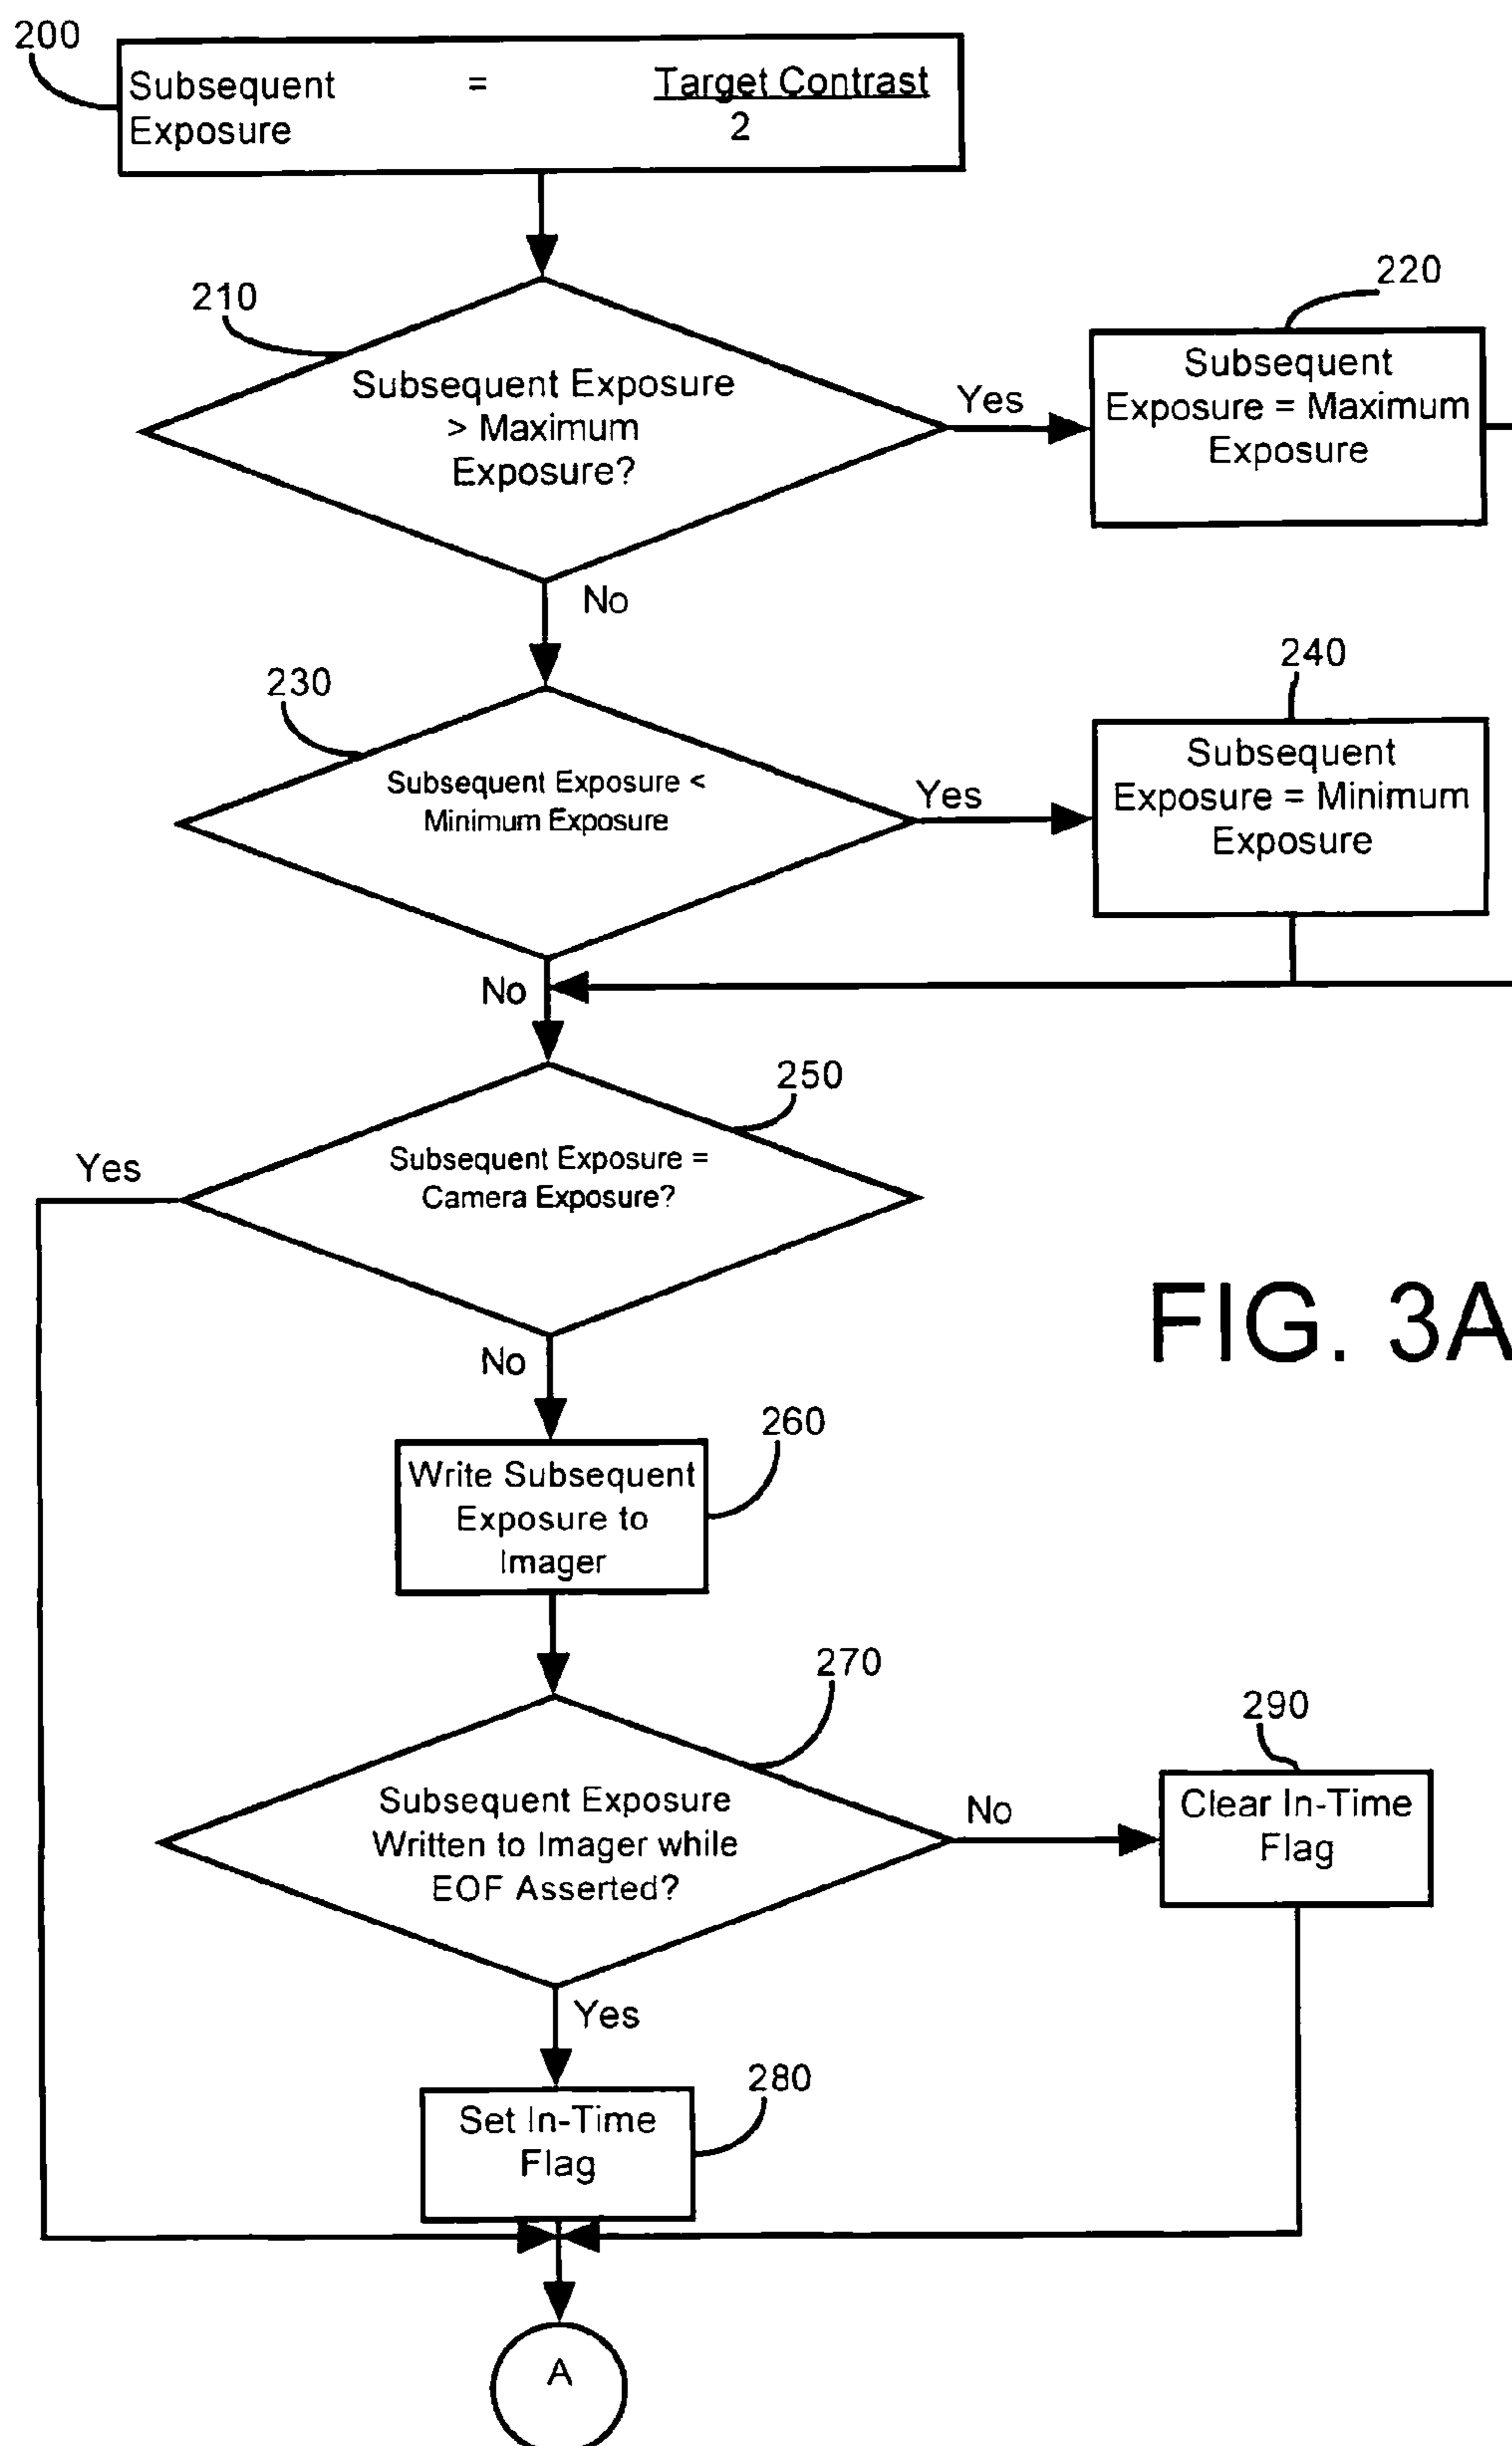 200
Subsequent = Target Contrast
Exposure 2
210
Subsequent Exposure
> Maximum
Exposure?
Yes
220
Subsequent
Exposure = Maximum
Exposure
No
230
Subsequent Exposure <
Minimum Exposure
Yes
240
Subsequent
Exposure = Minimum
Exposure
No
250
Subsequent Exposure =
Camera Exposure?
Yes
FIG. 3A
No
260
Write Subsequent
Exposure to
Imager
270
Subsequent Exposure
Written to Imager while
EOF Asserted?
No
290
Clear In-Time
Flag
Yes
280
Set In-Time
Flag
A